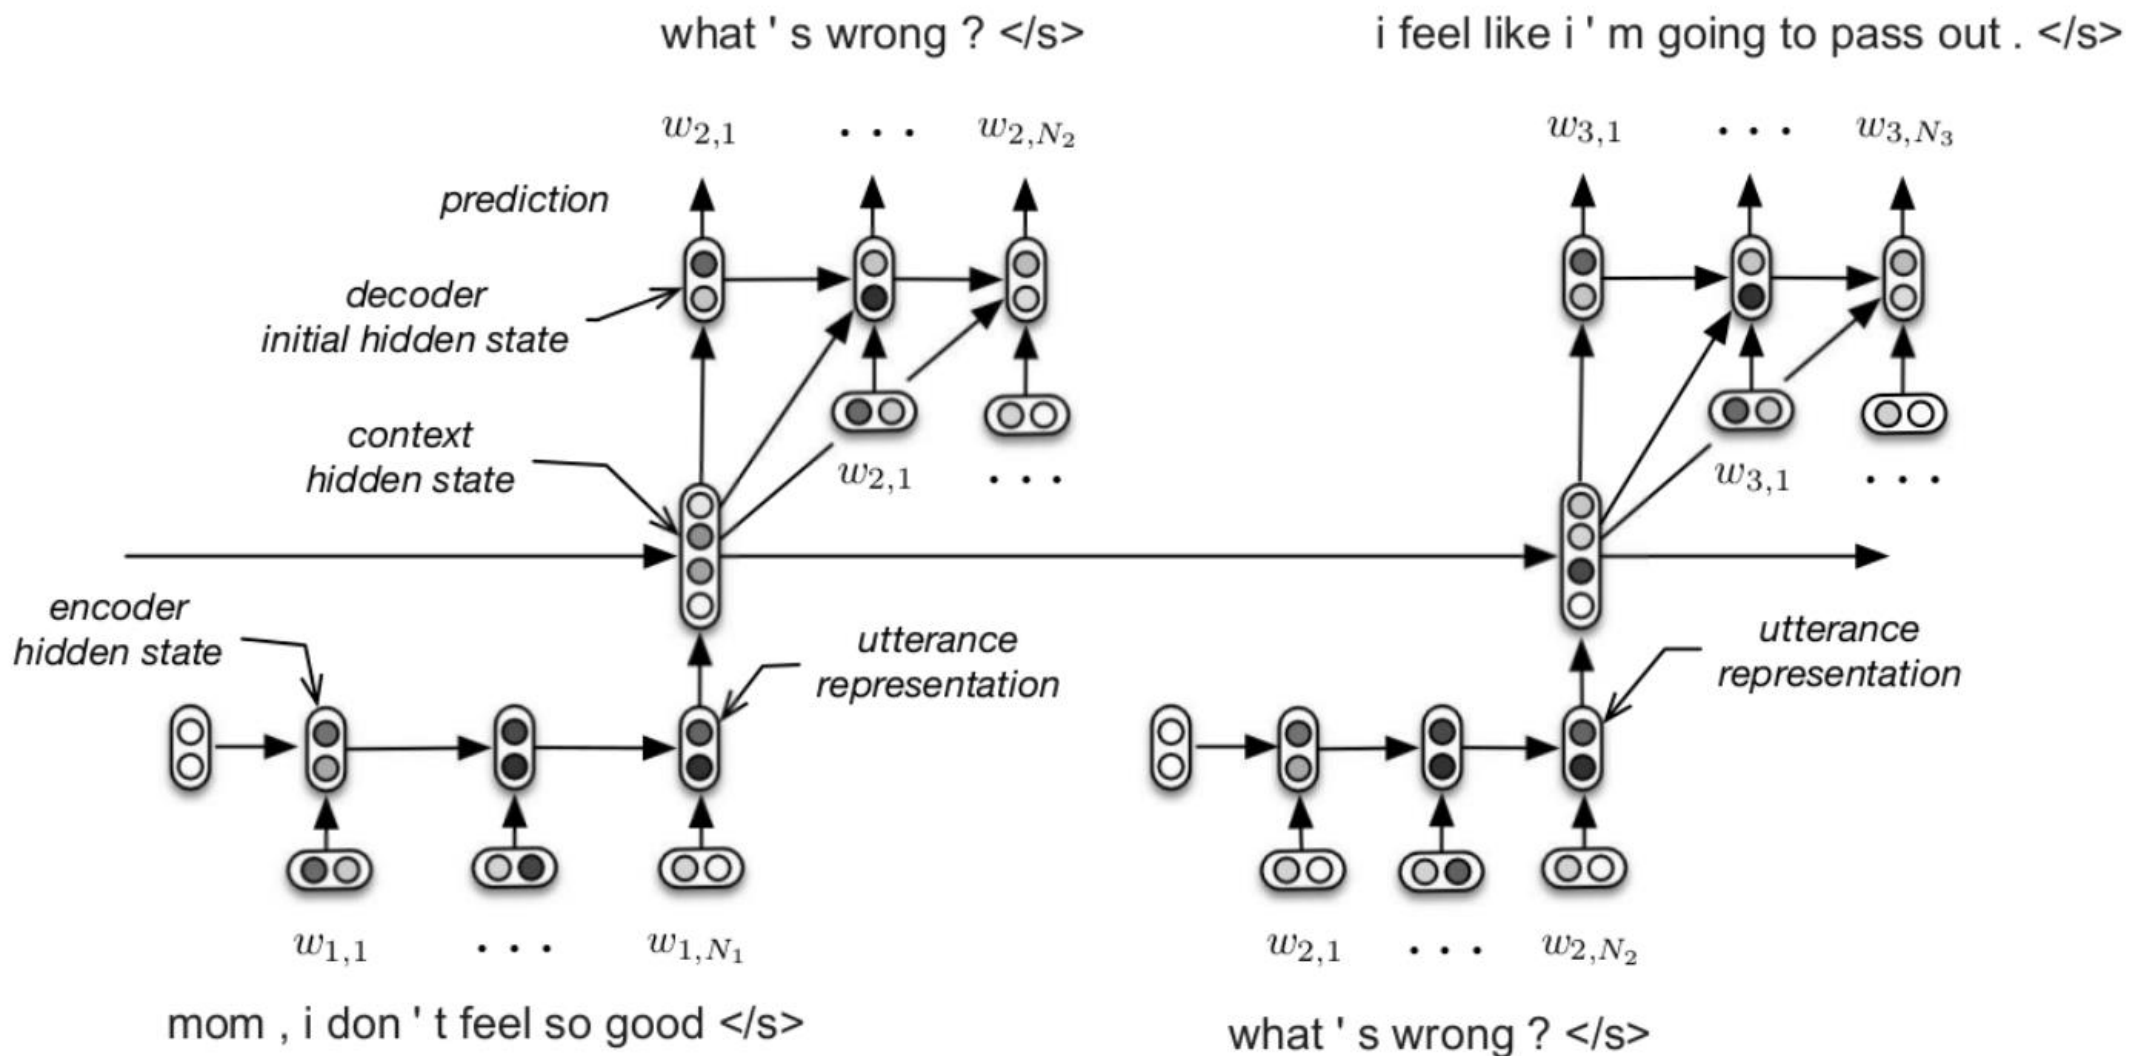 what ' s wrong ? </s>
i feel like i ' m going to pass out . </s>
w2,1 . . . w2,N2
w3,1 . . . w3,N3
prediction
decoder
initial hidden state
context
hidden state
w2,1 . . .
w3,1 . . .
encoder
hidden state
utterance
representation
utterance
representation
w1,1 . . . w1,N1
w2,1 . . . w2,N2
mom , i don ' t feel so good </s>
what ' s wrong ? </s>